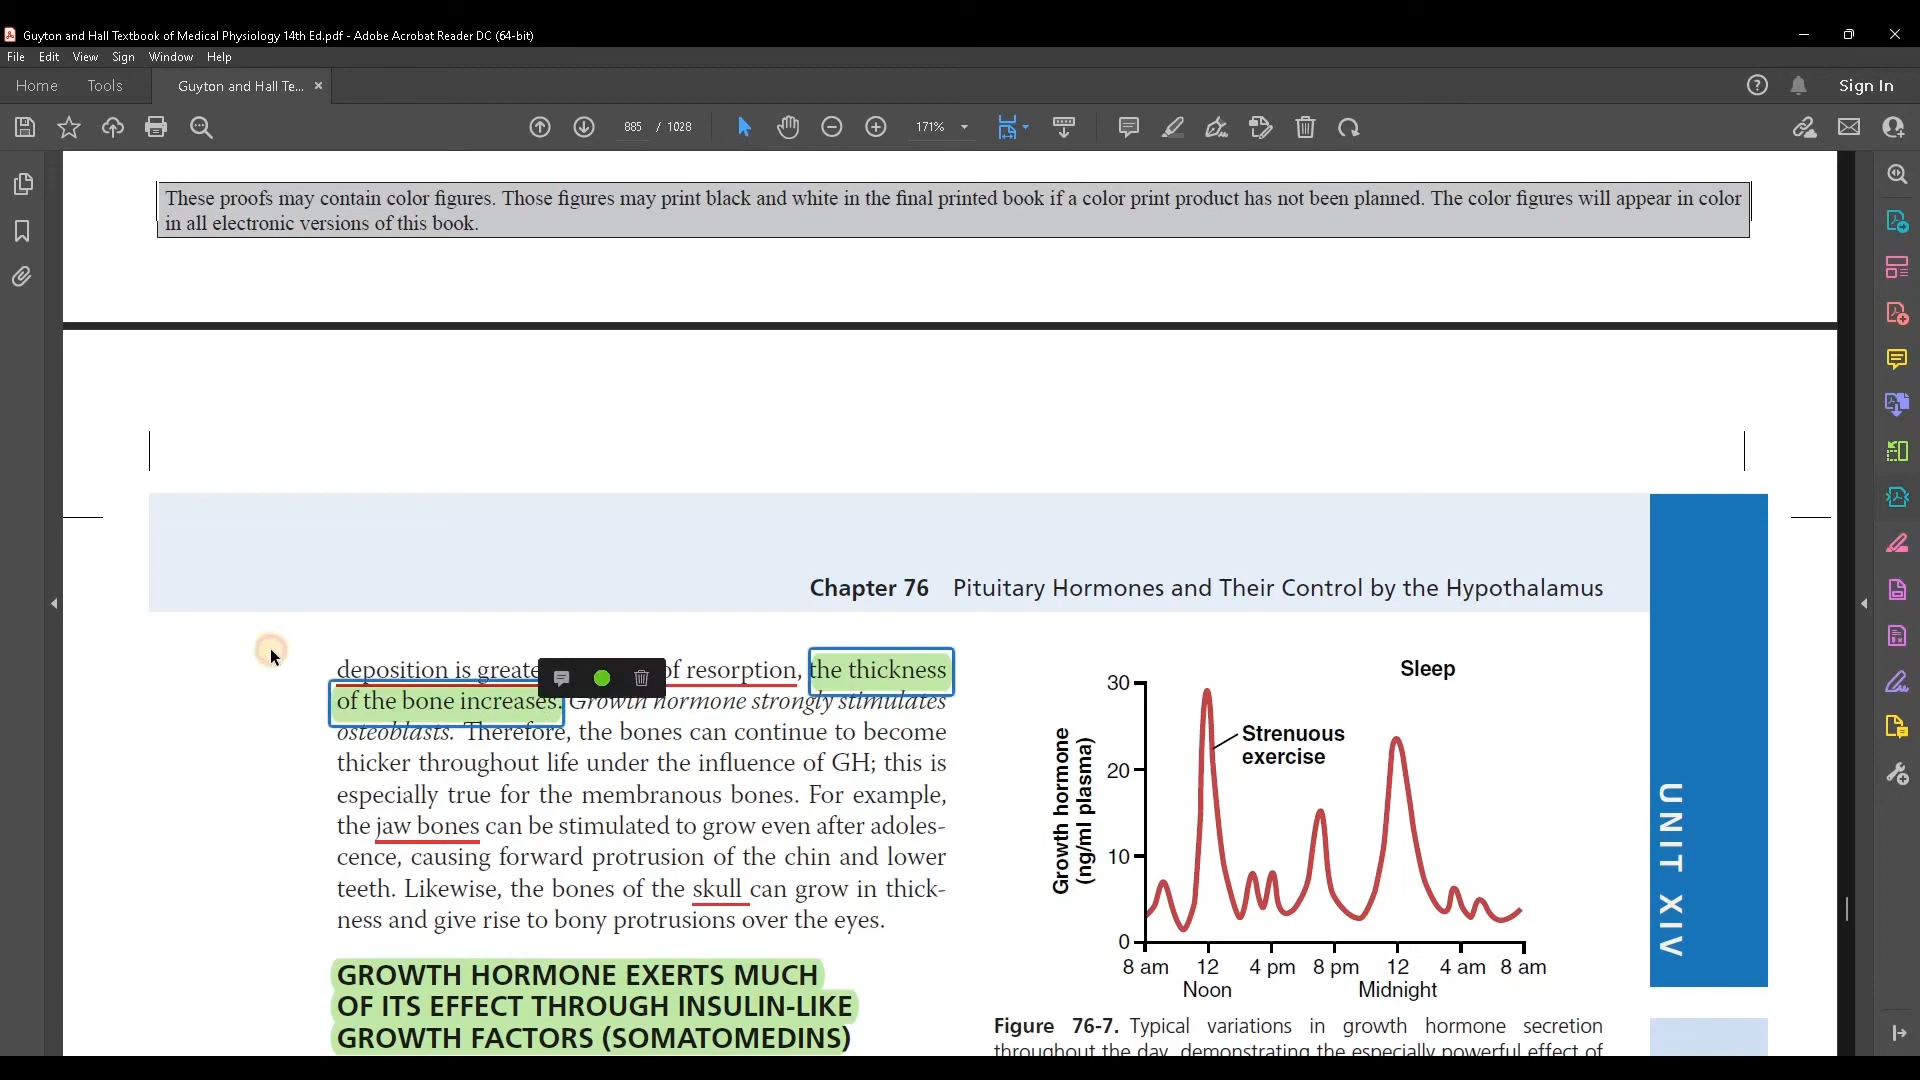 Guyton and Hall Textbook of Medical Physiology 14th Ed.pdf - Adobe Acrobat Reader DC (64-bit)
File Edit View Sign Window Help
Home Tools Guyton and Hall Te... × Sign In
885 / 1028 171%
These proofs may contain color figures. Those figures may print black and white in the final printed book if a color print product has not been planned. The color figures will appear in color
in all electronic versions of this book.
Chapter 76 Pituitary Hormones and Their Control by the Hypothalamus
deposition is greate of resorption, the thickness
of the bone increases. Growth hormone strongly stimulates
osteoblasts. Therefore, the bones can continue to become
thicker throughout life under the influence of GH; this is
especially true for the membranous bones. For example,
the jaw bones can be stimulated to grow even after adoles-
cence, causing forward protrusion of the chin and lower
teeth. Likewise, the bones of the skull can grow in thick-
ness and give rise to bony protrusions over the eyes.
GROWTH HORMONE EXERTS MUCH
OF ITS EFFECT THROUGH INSULIN-LIKE
GROWTH FACTORS (SOMATOMEDINS)
Sleep
Strenuous
exercise
Growth hormone
(ng/ml plasma)
30
20
10
0
8 am 12 4 pm 8 pm 12 4 am 8 am
Noon Midnight
Figure 76-7. Typical variations in growth hormone secretion
throughout the day, demonstrating the especially powerful effect of
UNIT XIV